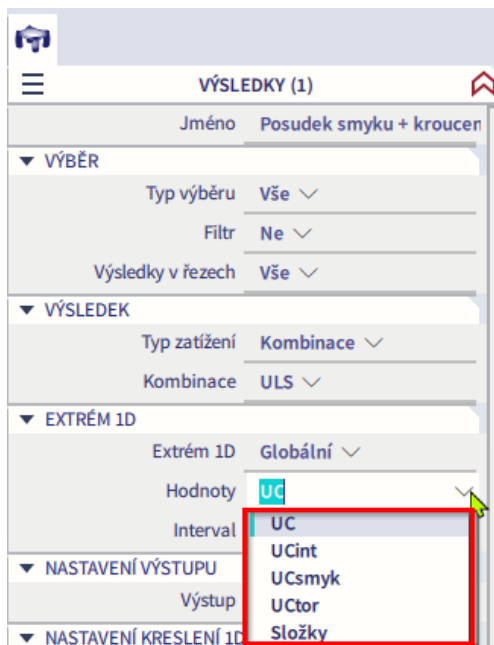 VÝSLEDKY (1)
Jméno Posudek smyku + kroucen
VÝBĚR
Typ výběru Vše
Filtr Ne
Výsledky v řezech Vše
VÝSLEDEK
Typ zatížení Kombinace
Kombinace ULS
EXTRÉM 1D
Extrém 1D Globální
Hodnoty UC
Interval UC
UCint
NASTAVENÍ VÝSTUPU UCsmyk
Výstup UCtor
NASTAVENÍ KRESLENÍ 1D Složky